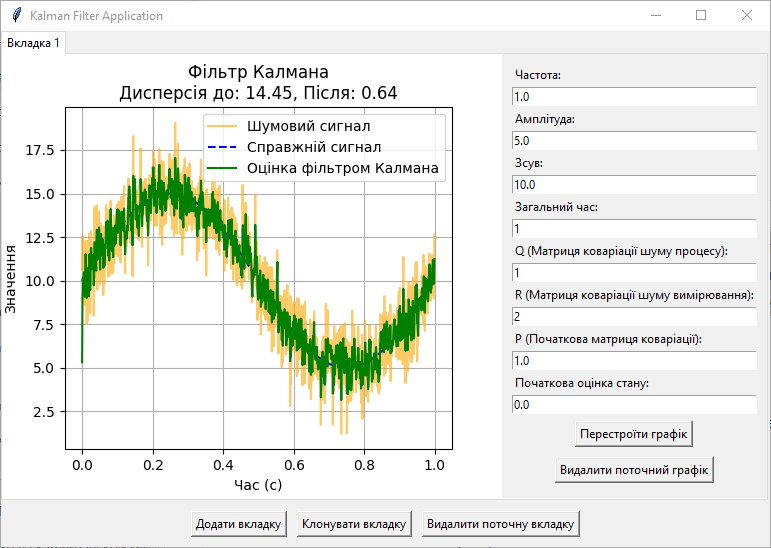 Kalman Filter Application
Вкладка 1
Фільтр Калмана
Дисперсія до: 14.45, Після: 0.64
Шумовий сигнал
Справжній сигнал
Оцінка фільтром Калмана
17.5
15.0
12.5
10.0
7.5
5.0
2.5
Значення
0.0 0.2 0.4 0.6 0.8 1.0
Час (с)
Частота:
1.0
Амплітуда:
5.0
Зсув:
10.0
Загальний час:
1
Q (Матриця коваріації шуму процесу):
1
R (Матриця коваріації шуму вимірювання):
2
P (Початкова матриця коваріації):
1.0
Початкова оцінка стану:
0.0
Перестроїти графік
Видалити поточний графік
Додати вкладку Клонувати вкладку Видалити поточну вкладку